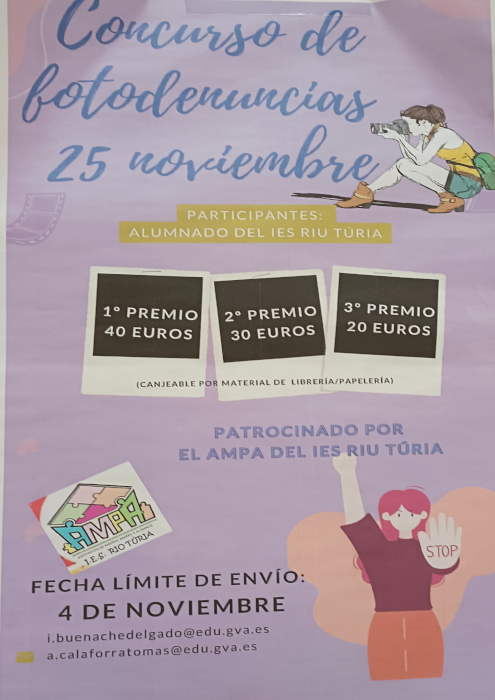 Concurso de
fotodenuncias
25 noviembre
PARTICIPANTES:
ALUMNADO DEL IES RIU TÚRIA
1º PREMIO
40 EUROS
2º PREMIO
30 EUROS
3º PREMIO
20 EUROS
(CANJEABLE POR MATERIAL DE LIBRERÍA/PAPELERÍA)
PATROCINADO POR
EL AMPA DEL IES RIU TÚRIA
AMPA
I.E.S. RIO TÚRIA
STOP
FECHA LÍMITE DE ENVÍO:
4 DE NOVIEMBRE
i.buenachedelgado@edu.gva.es
a.calaforratomas@edu.gva.es